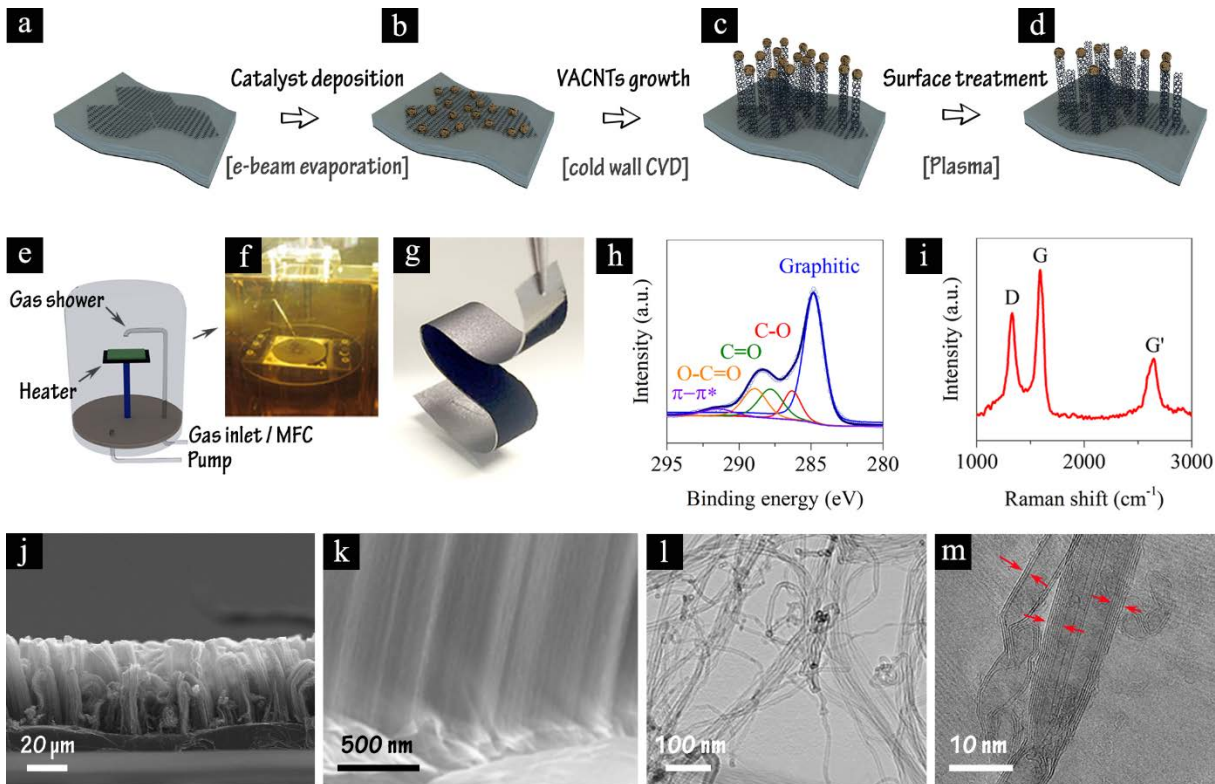 a
b
c
d
Catalyst deposition
[e-beam evaporation]
VACNTs growth
[cold wall CVD]
Surface treatment
[Plasma]
e
Gas shower
Heater
Gas inlet / MFC
Pump
f
g
h
Graphitic
C-O
C=O
O-C=O
π–π*
Intensity (a.u.)
295 290 285 280
Binding energy (eV)
i
G
D
G'
Intensity (a.u.)
1000 2000 3000
Raman shift (cm⁻¹)
j
20 µm
k
500 nm
l
100 nm
m
10 nm